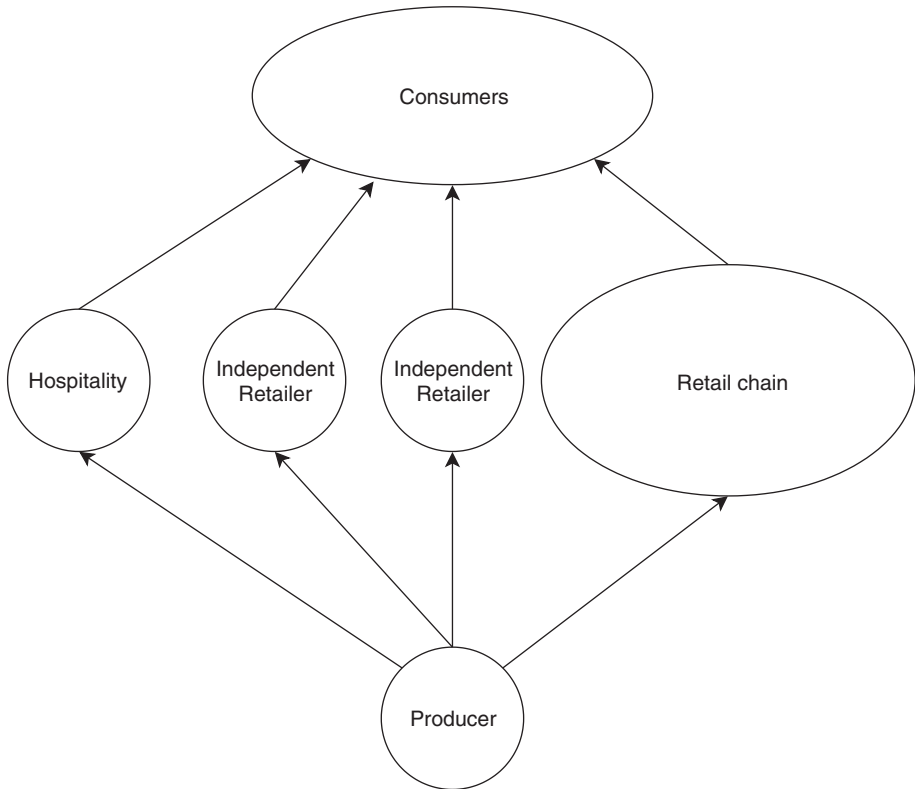 Consumers
Hospitality
Independent
Retailer
Independent
Retailer
Retail chain
Producer